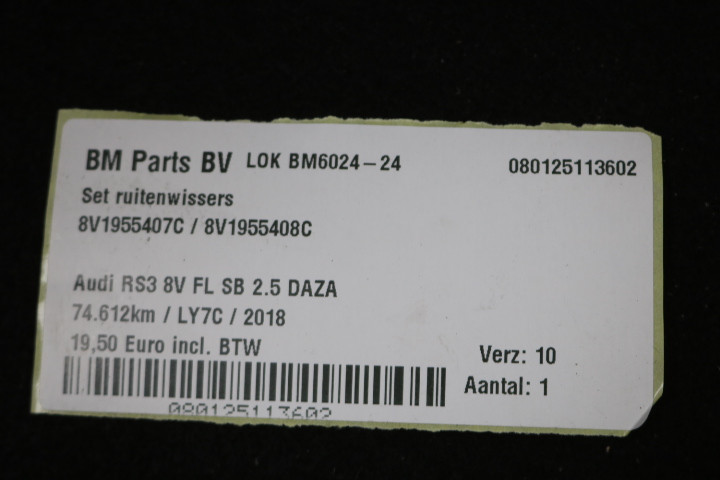 BM Parts BV LOK BM6024-24 080125113602
Set ruitenwissers
8V1955407C / 8V1955408C
Audi RS3 8V FL SB 2.5 DAZA
74.612km / LY7C / 2018
19,50 Euro incl. BTW
Verz: 10
Aantal: 1
080125113602